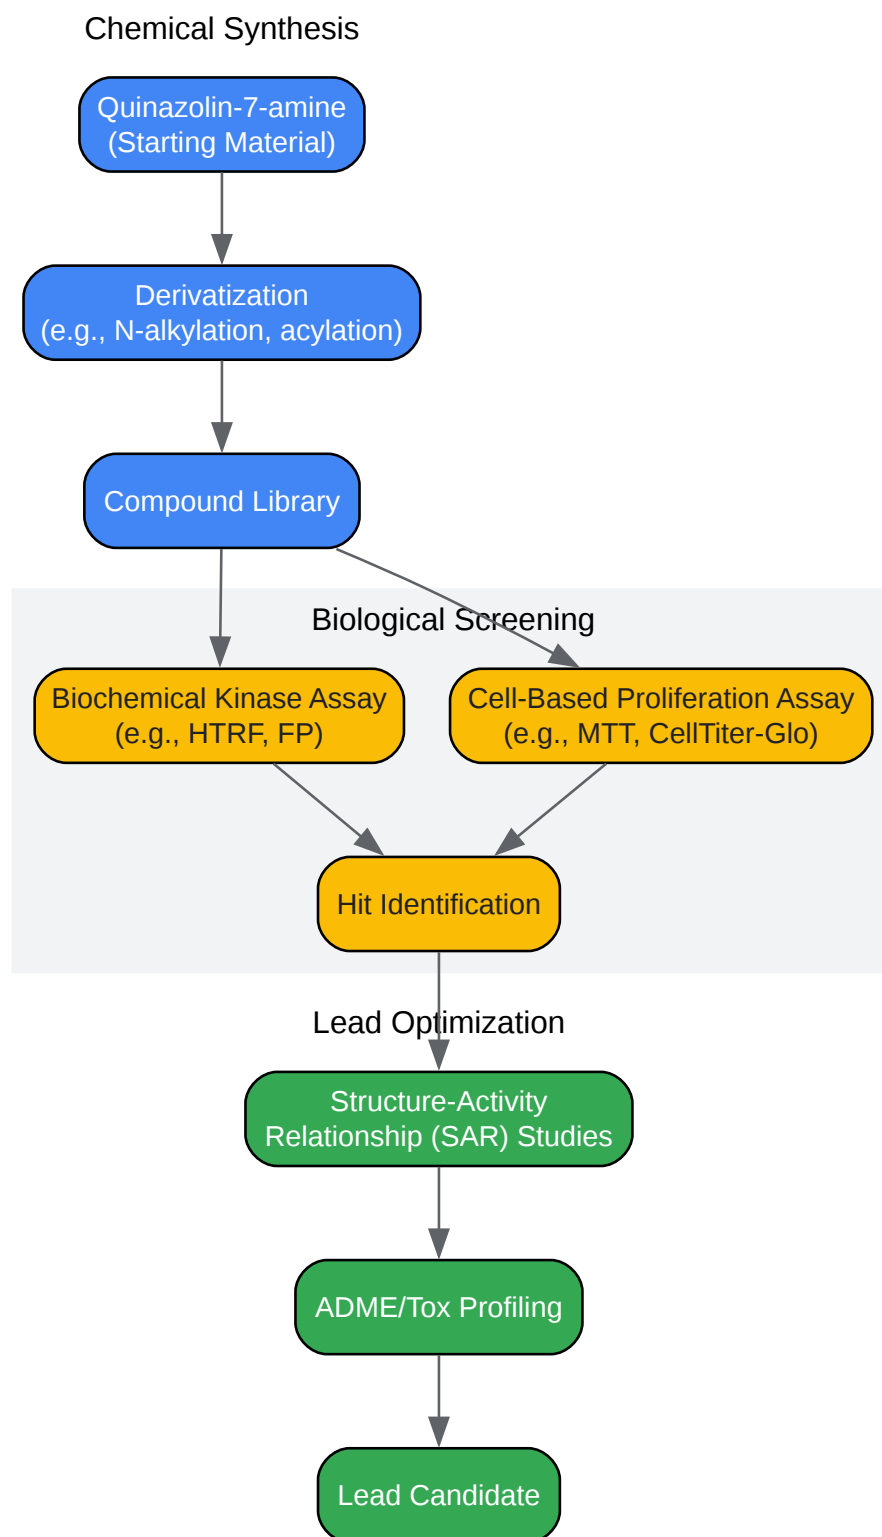 Chemical Synthesis
Quinazolin-7-amine
(Starting Material)
Derivatization
(e.g., N-alkylation, acylation)
Compound Library
Biological Screening
Biochemical Kinase Assay
(e.g., HTRF, FP)
Cell-Based Proliferation Assay
(e.g., MTT, CellTiter-Glo)
Hit Identification
Lead Optimization
Structure-Activity
Relationship (SAR) Studies
ADME/Tox Profiling
Lead Candidate